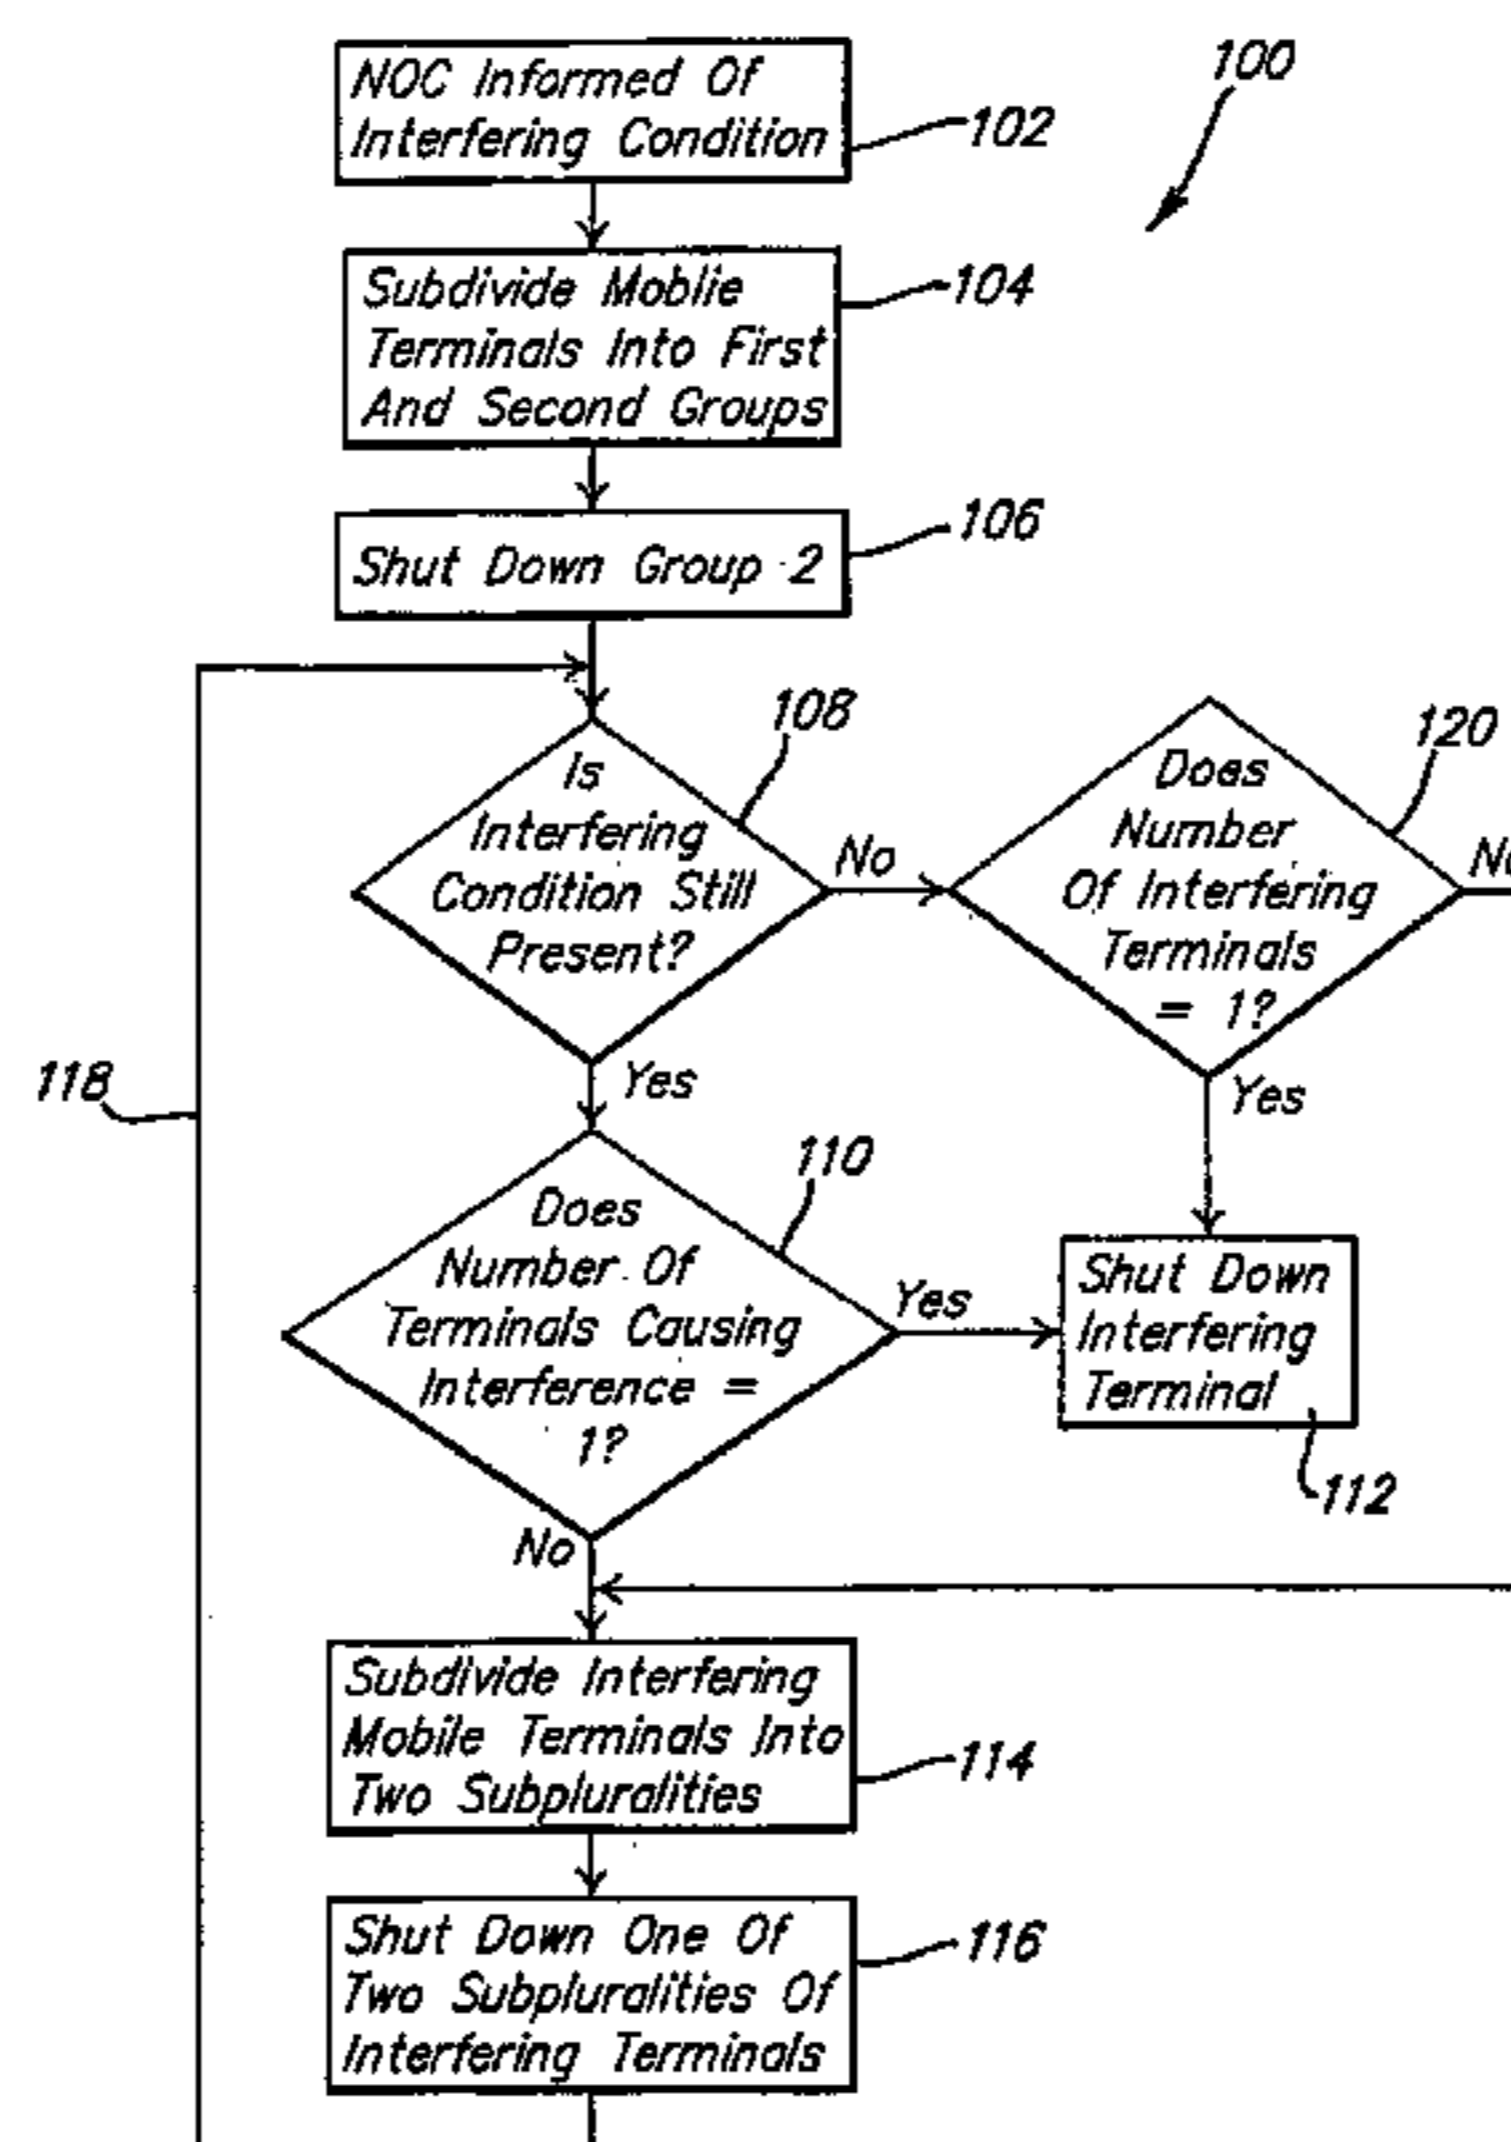 100
NOC Informed Of
Interfering Condition
102
Subdivide Moblie
Terminals Into First
And Second Groups
104
Shut Down Group 2
106
108
Is
Interfering
Condition Still
Present?
No
Yes
120
Does
Number
Of Interfering
Terminals
= 1?
Yes
118
110
Does
Number Of
Terminals Causing
Interference =
1?
Yes
No
Shut Down
Interfering
Terminal
112
Subdivide Interfering
Mobile Terminals Into
Two Subpluralities
114
Shut Down One Of
Two Subpluralities Of
Interfering Terminals
116